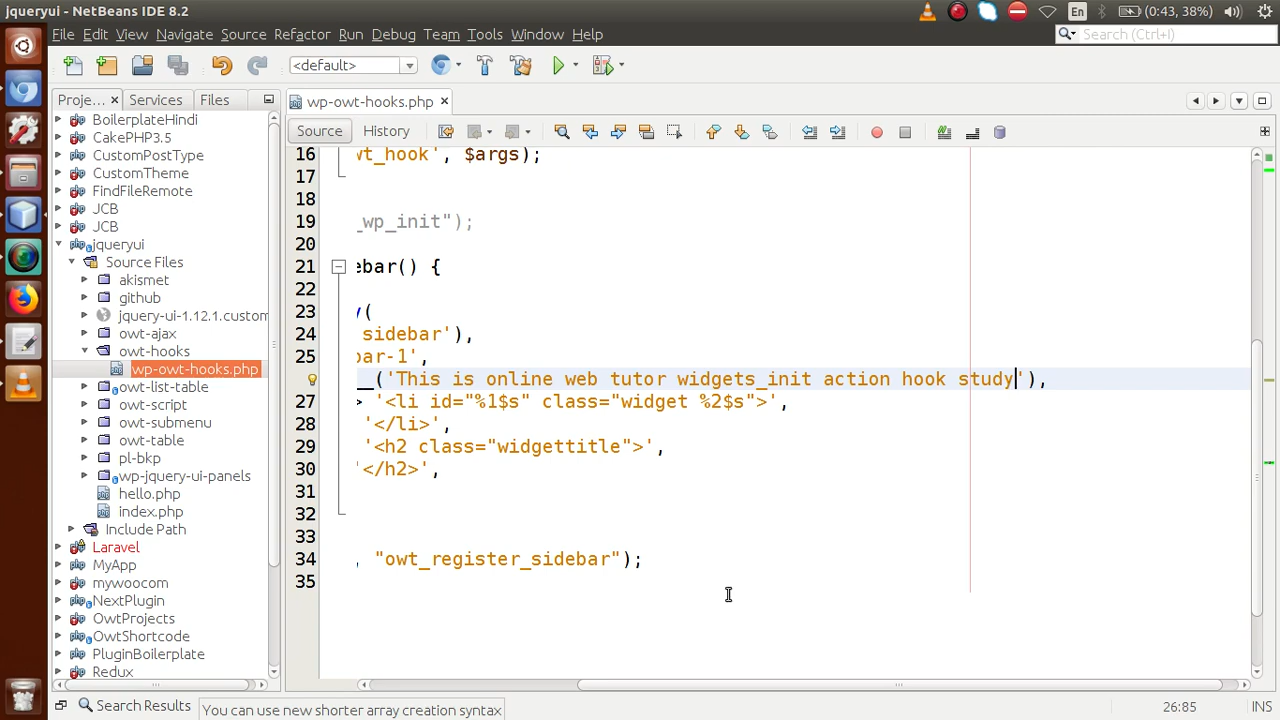 jqueryui - NetBeans IDE 8.2
En
(0:43, 38%)
File Edit View Navigate Source Refactor Run Debug Team Tools Window Help
Search (Ctrl+I)
<default>
Proje... Services Files
wp-owt-hooks.php
Source History
BoilerplateHindi
CakePHP3.5
CustomPostType
CustomTheme
FindFileRemote
JCB
JCB
jqueryui
Source Files
akismet
github
jquery-ui-1.12.1.custom
owt-ajax
owt-hooks
wp-owt-hooks.php
owt-list-table
owt-script
owt-submenu
owt-table
pl-bkp
wp-jquery-ui-panels
hello.php
index.php
Include Path
Laravel
MyApp
mywoocom
NextPlugin
OwtProjects
OwtShortcode
PluginBoilerplate
Redux
16 wt_hook', $args);
17
18
19 _wp_init");
20
21 ebar() {
22
23 y(
24 sidebar'),
25 bar-1',
__('This is online web tutor widgets_init action hook study'),
27 > '<li id="%1$s" class="widget %2$s">',
28 '</li>',
29 '<h2 class="widgettitle">',
30 '</h2>',
31
32
33
34 , "owt_register_sidebar");
35
Search Results
You can use new shorter array creation syntax
26:85
INS